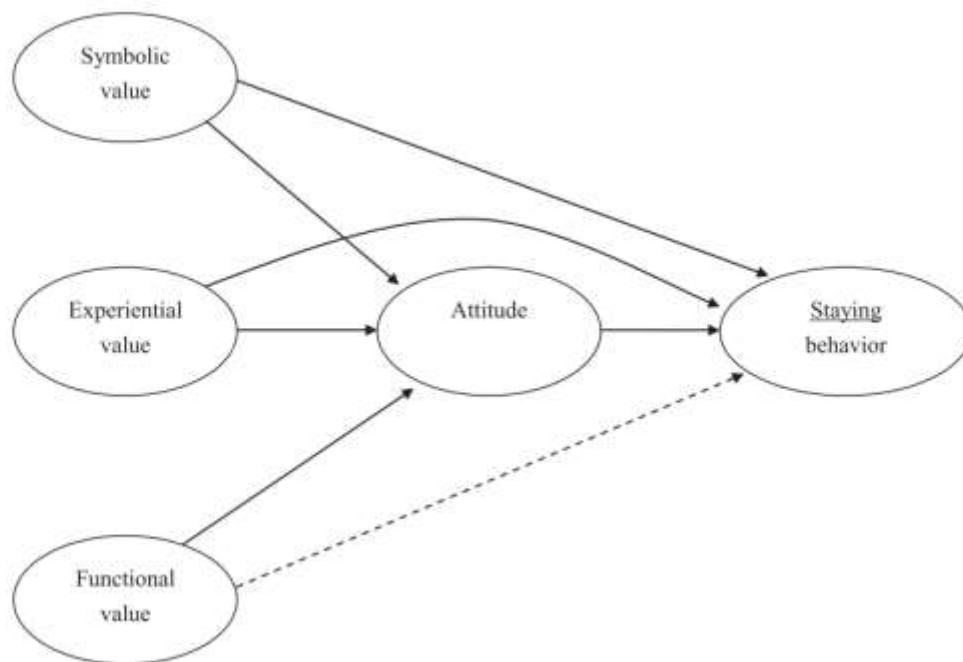 Symbolic
value
Experiential
value
Attitude
Staying
behavior
Functional
value